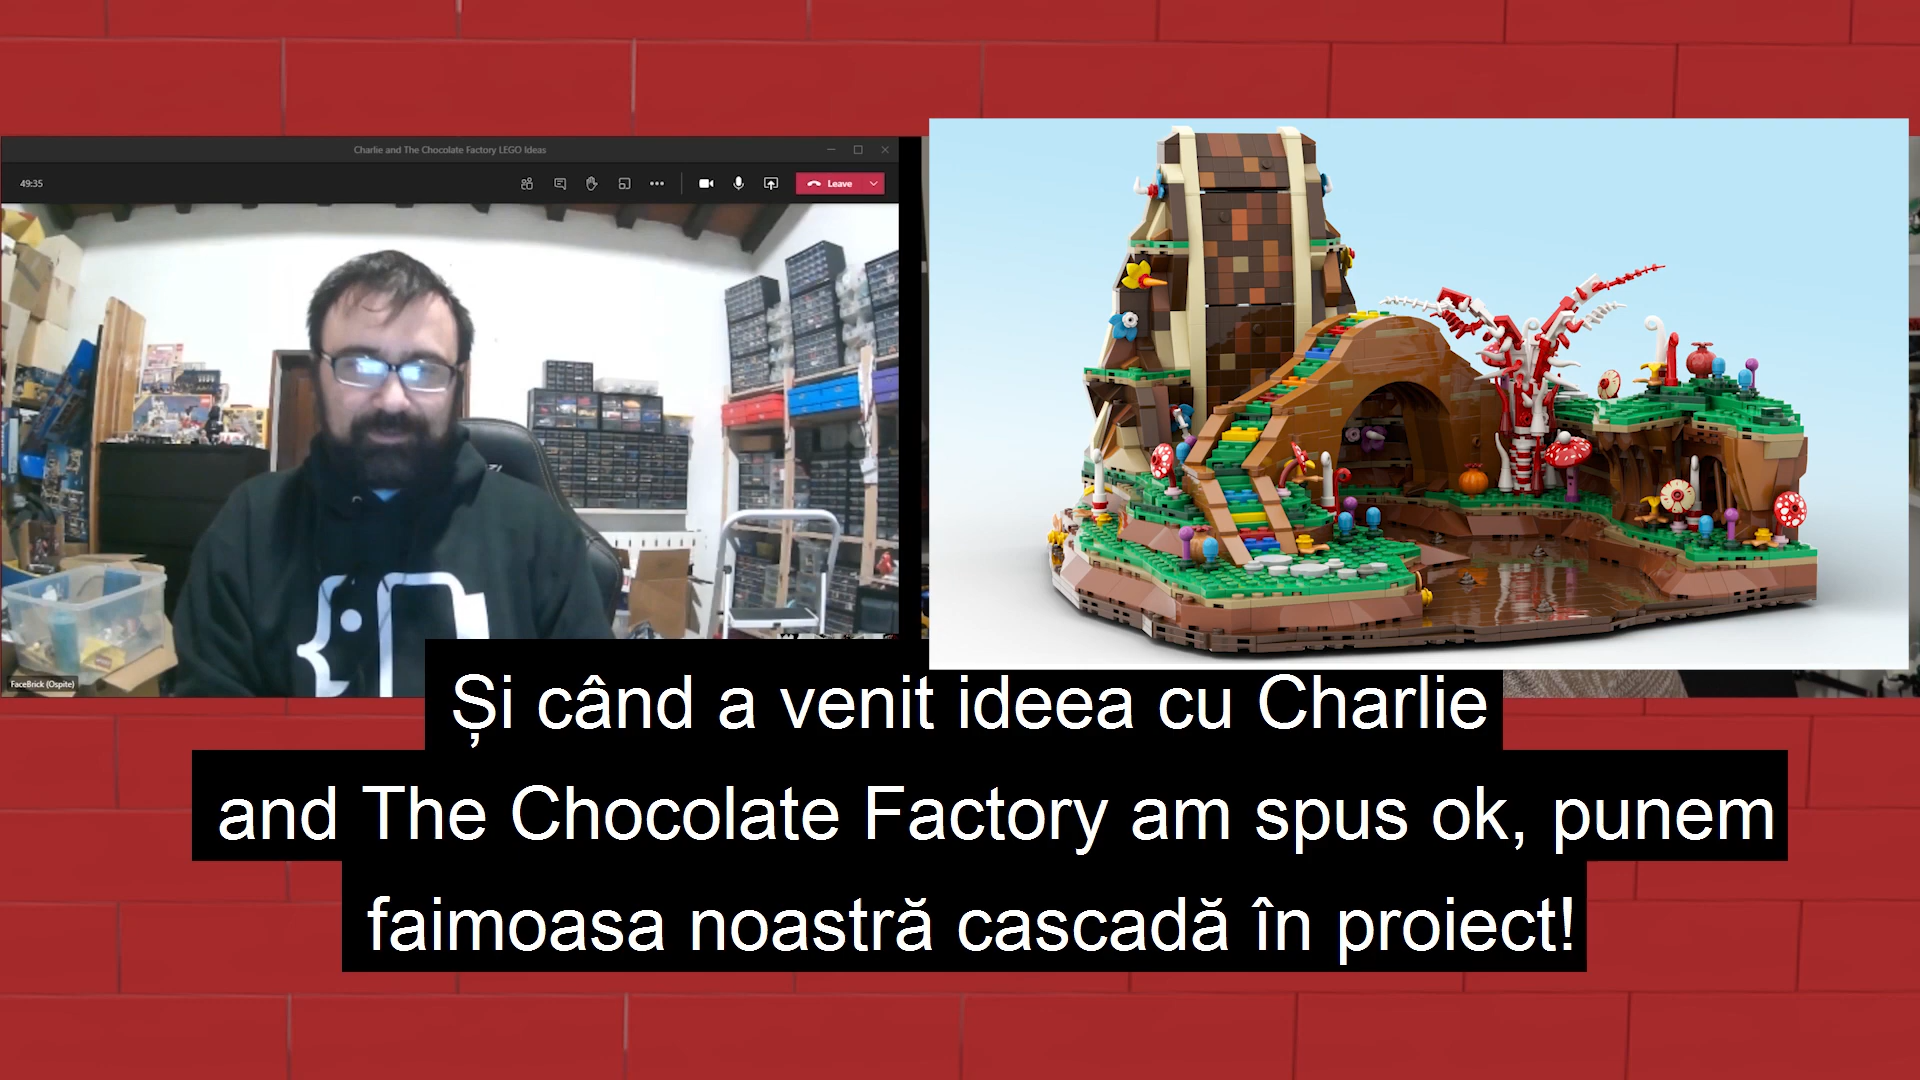 Charlie and The Chocolate Factory LEGO Ideas
49:35
Leave
FaceBrick (Ospite)
Și când a venit ideea cu Charlie
and The Chocolate Factory am spus ok, punem
faimoasa noastră cascadă în proiect!